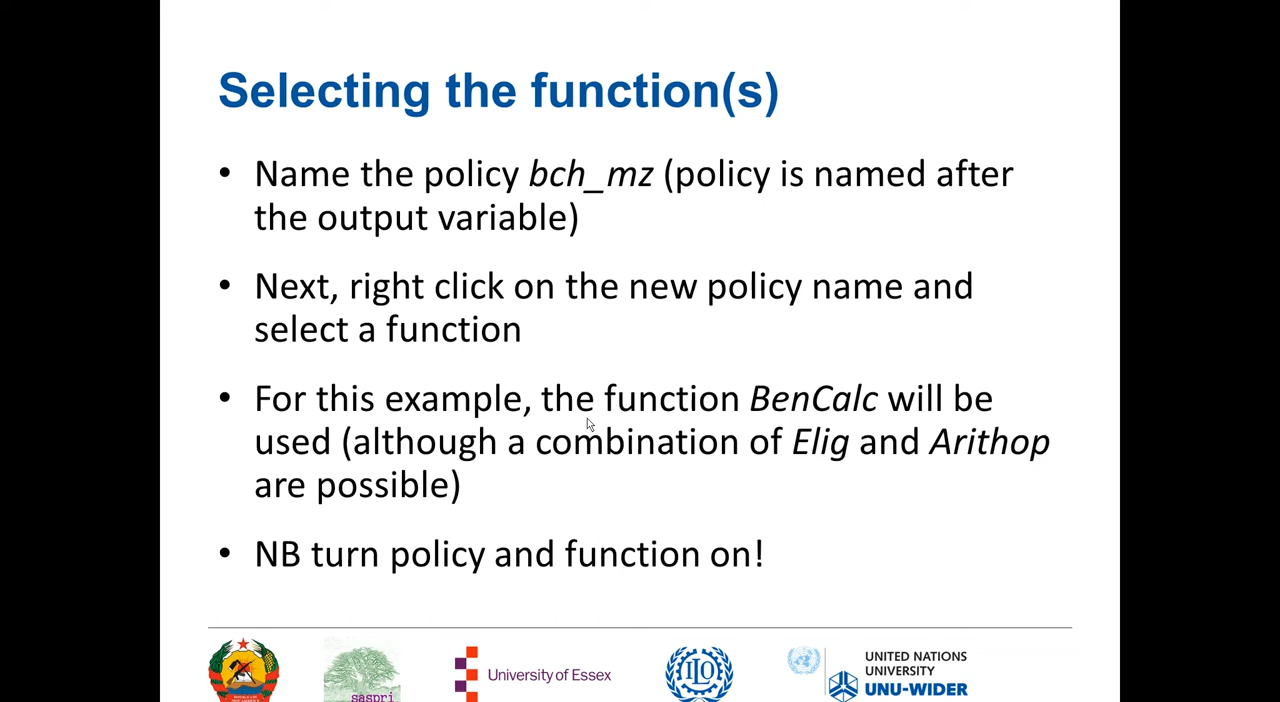 Selecting the function(s)
• Name the policy bch_mz (policy is named after
the output variable)
• Next, right click on the new policy name and
select a function
• For this example, the function BenCalc will be
used (although a combination of Elig and Arithop
are possible)
• NB turn policy and function on!
saspri
University of Essex
ILO
UNITED NATIONS
UNIVERSITY
UNU-WIDER